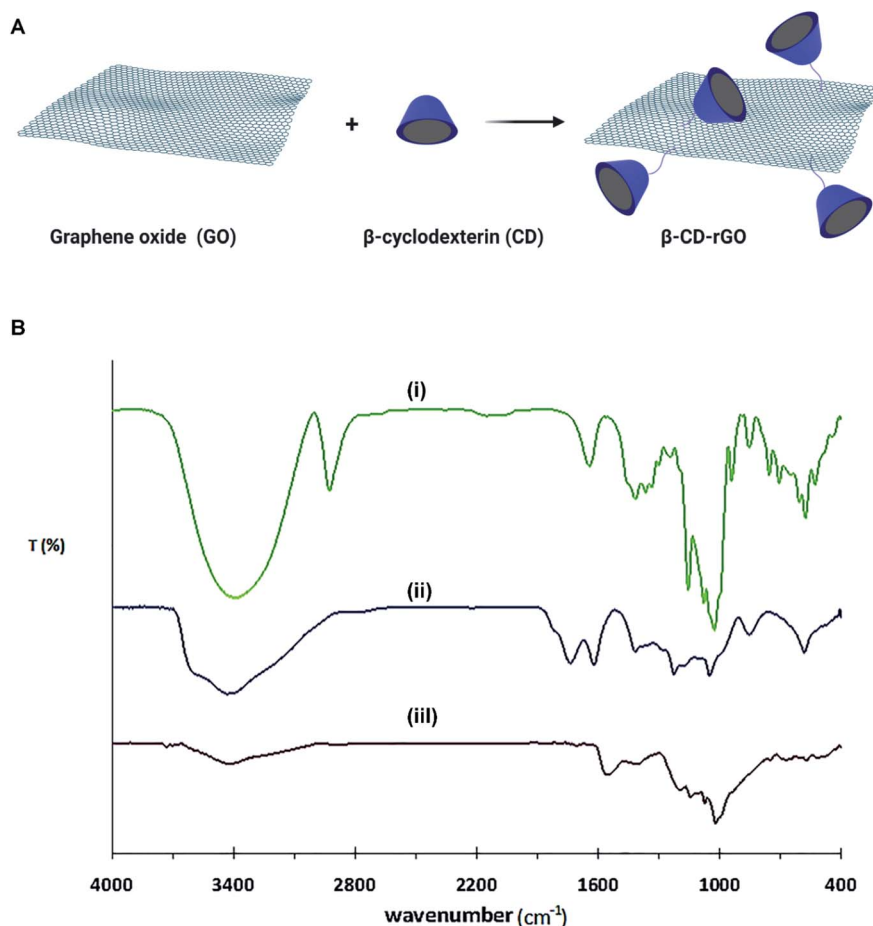 A
+
Graphene oxide (GO)
β-cyclodexterin (CD)
β-CD-rGO
B
(i)
T (%)
(ii)
(iil)
4000 3400 2800 2200 1600 1000 400
wavenumber (cm⁻¹)